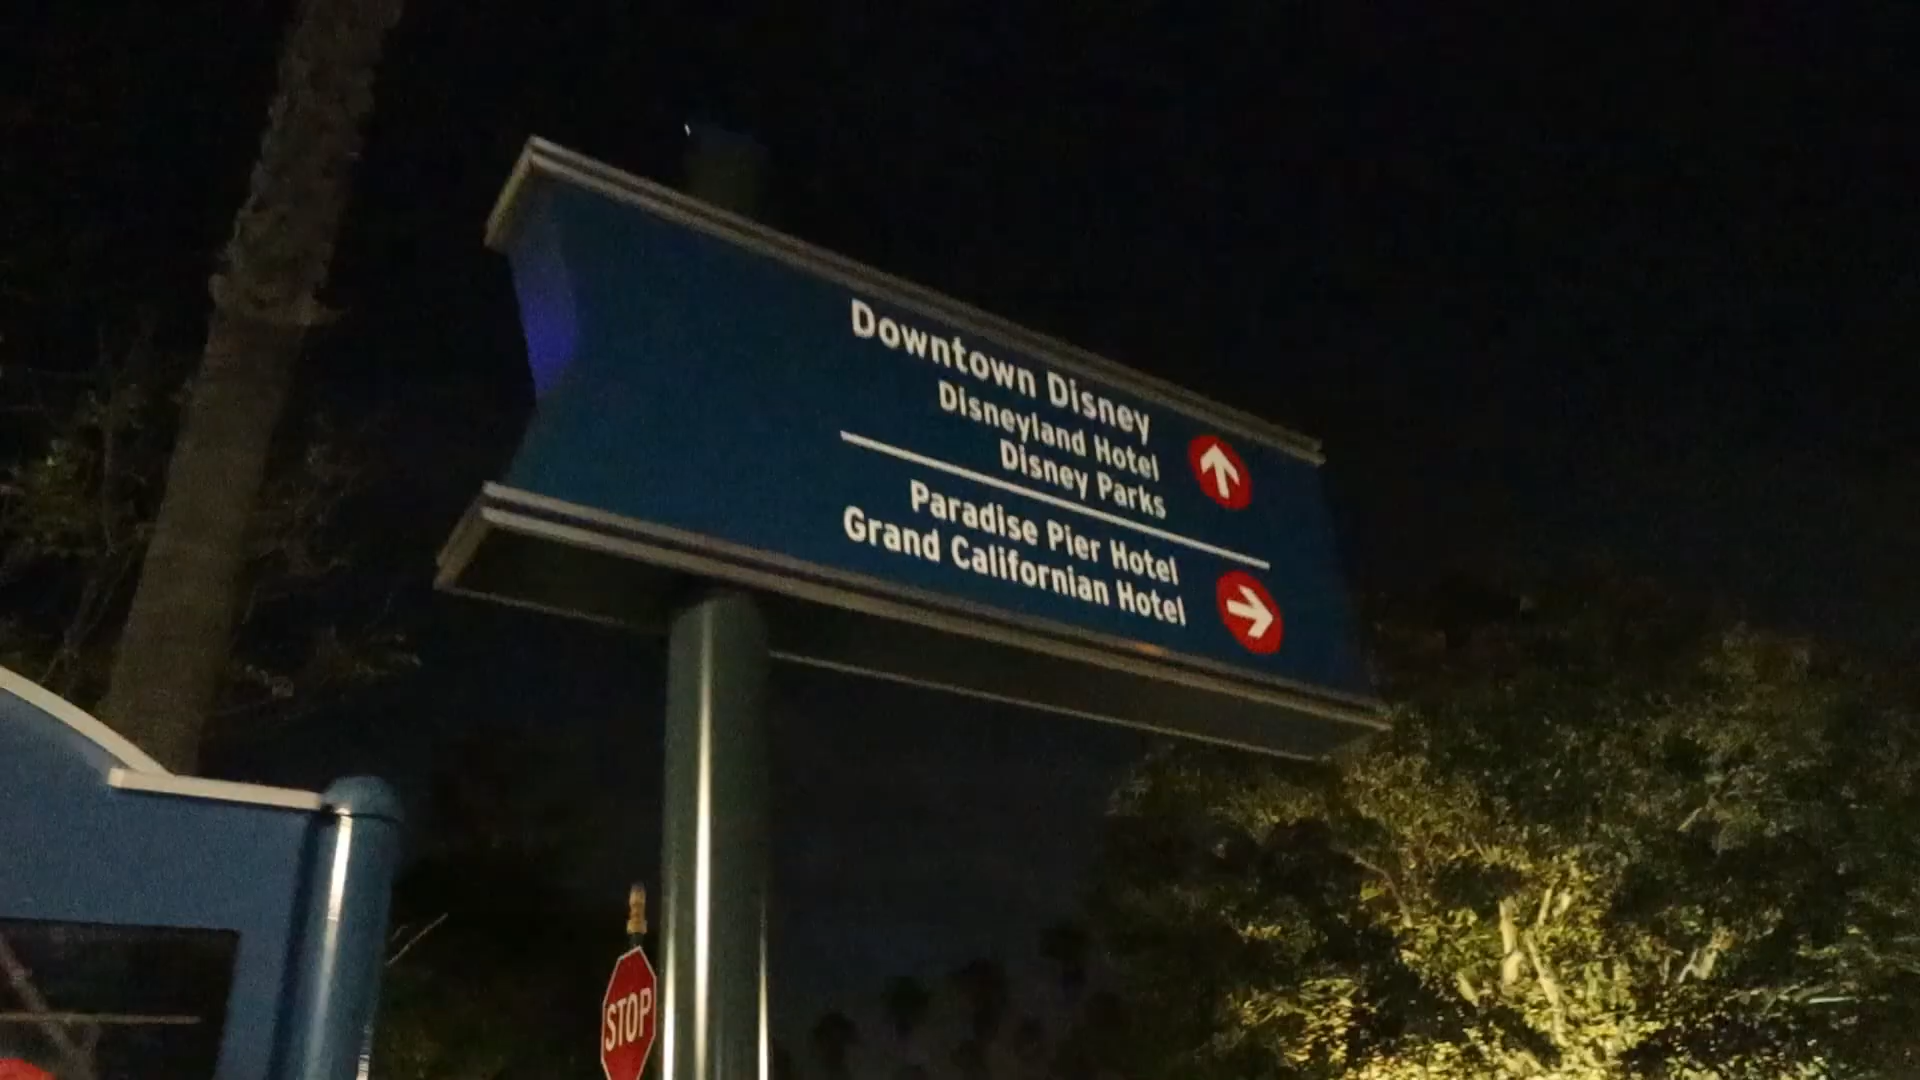 Downtown Disney
Disneyland Hotel
Disney Parks
Paradise Pier Hotel
Grand Californian Hotel
STOP